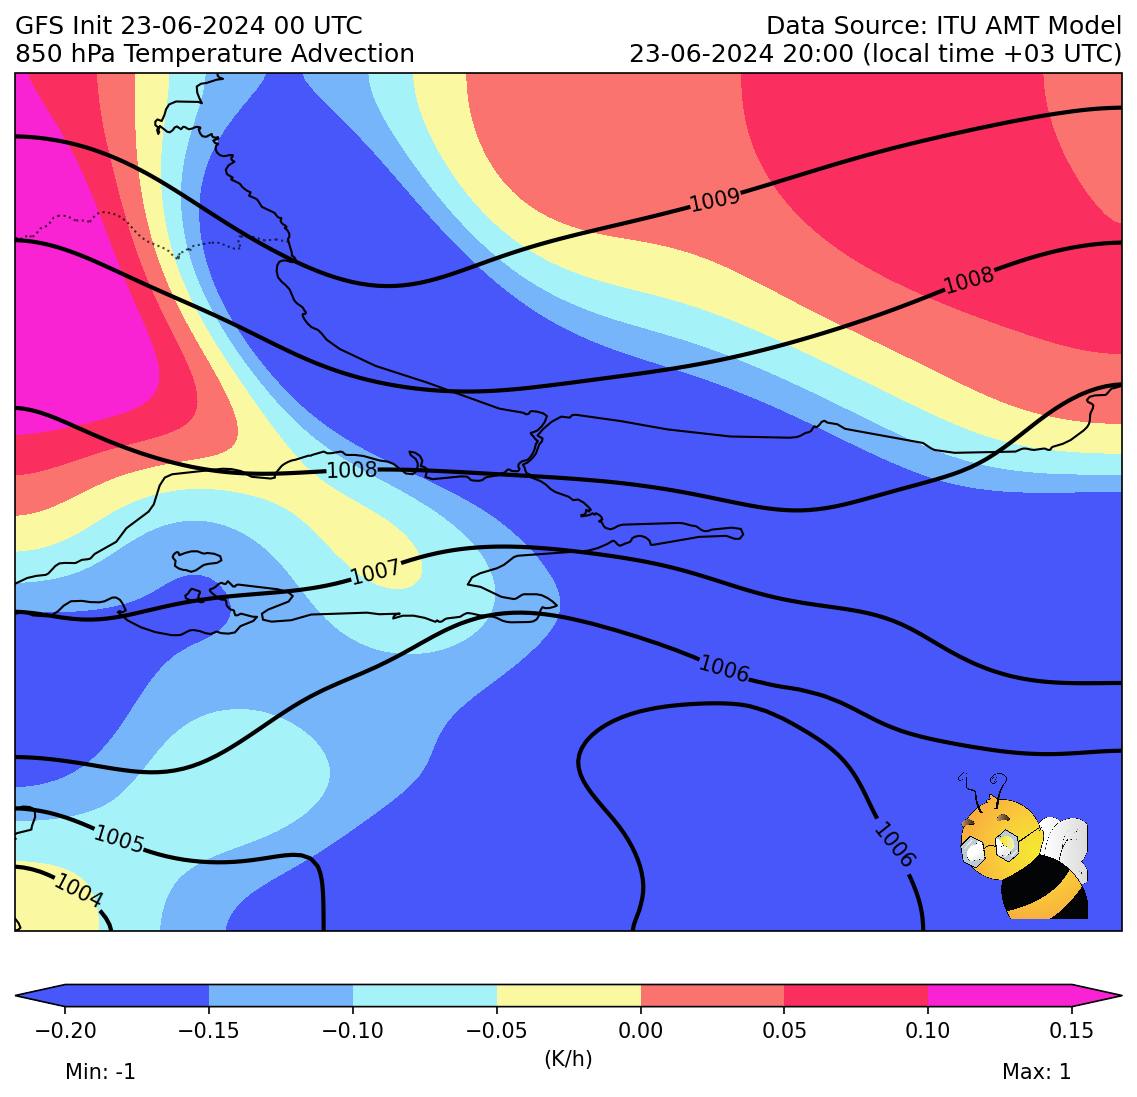 GFS Init 23-06-2024 00 UTC
Data Source: ITU AMT Model
850 hPa Temperature Advection
23-06-2024 20:00 (local time +03 UTC)
1009
1008
1008
1007
1006
1006
1005
1004
−0.20 −0.15 −0.10 −0.05 0.00 0.05 0.10 0.15
(K/h)
Min: -1
Max: 1